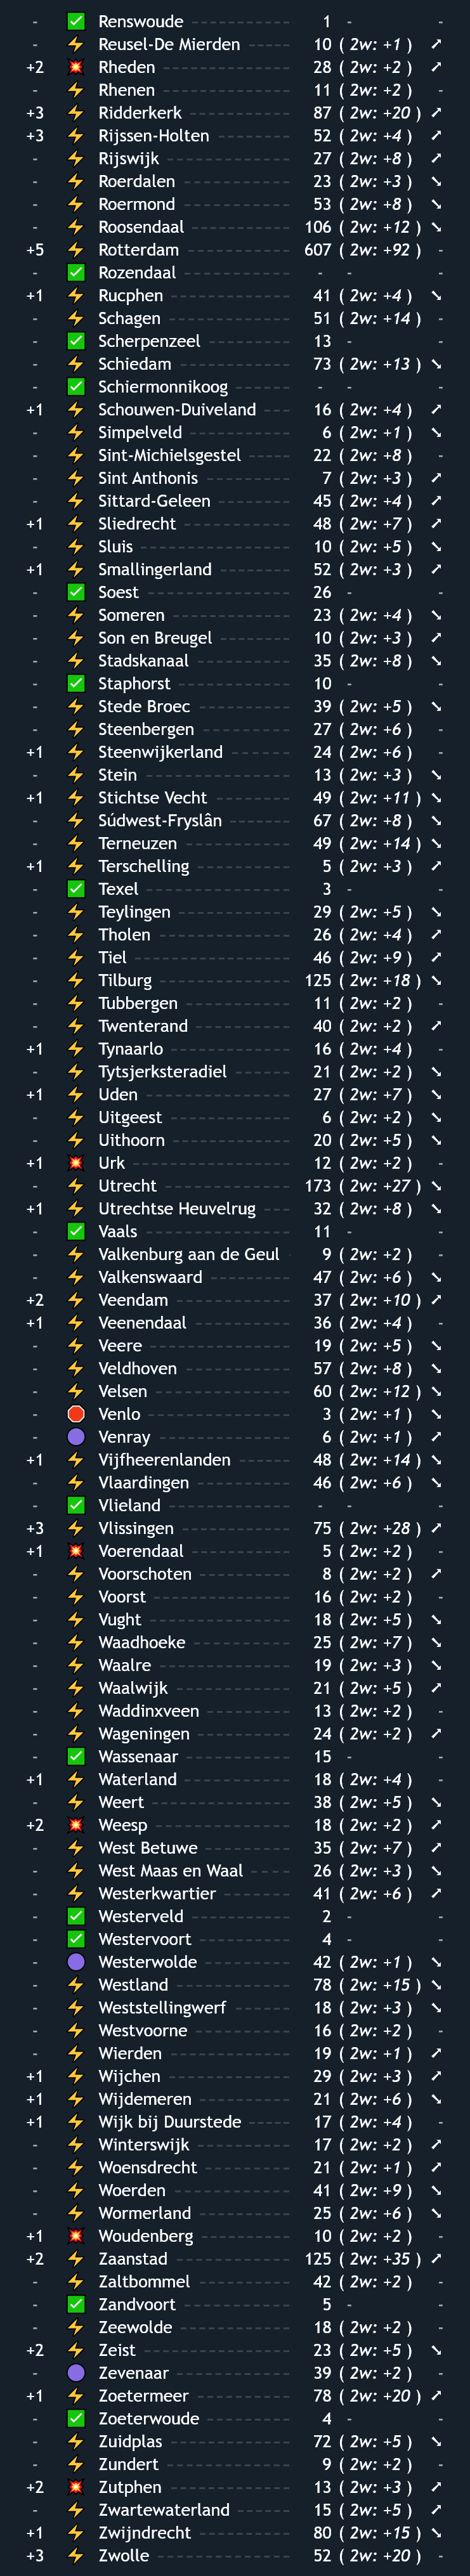 - ✅ Renswoude 1 -
- ⚡ Reusel-De Mierden 10 ( 2w: +1 ) ↗
+2 💥 Rheden 28 ( 2w: +2 ) ↗
- ⚡ Rhenen 11 ( 2w: +2 ) -
+3 ⚡ Ridderkerk 87 ( 2w: +20 ) ↗
+3 ⚡ Rijssen-Holten 52 ( 2w: +4 ) ↗
- ⚡ Rijswijk 27 ( 2w: +8 ) ↗
- ⚡ Roerdalen 23 ( 2w: +3 ) ↘
- ⚡ Roermond 53 ( 2w: +8 ) ↘
- ⚡ Roosendaal 106 ( 2w: +12 ) ↘
+5 ⚡ Rotterdam 607 ( 2w: +92 ) -
- ✅ Rozendaal - -
+1 ⚡ Rucphen 41 ( 2w: +4 ) ↘
- ⚡ Schagen 51 ( 2w: +14 ) -
- ✅ Scherpenzeel 13 -
- ⚡ Schiedam 73 ( 2w: +13 ) ↘
- ✅ Schiermonnikoog - -
+1 ⚡ Schouwen-Duiveland 16 ( 2w: +4 ) ↗
- ⚡ Simpelveld 6 ( 2w: +1 ) ↘
- ⚡ Sint-Michielsgestel 22 ( 2w: +8 ) -
- ⚡ Sint Anthonis 7 ( 2w: +3 ) ↗
- ⚡ Sittard-Geleen 45 ( 2w: +4 ) ↗
+1 ⚡ Sliedrecht 48 ( 2w: +7 ) ↗
- ⚡ Sluis 10 ( 2w: +5 ) ↘
+1 ⚡ Smallingerland 52 ( 2w: +3 ) ↗
- ✅ Soest 26 -
- ⚡ Someren 23 ( 2w: +4 ) ↘
- ⚡ Son en Breugel 10 ( 2w: +3 ) ↗
- ⚡ Stadskanaal 35 ( 2w: +8 ) ↘
- ✅ Staphorst 10 -
- ⚡ Stede Broec 39 ( 2w: +5 ) ↘
- ⚡ Steenbergen 27 ( 2w: +6 ) -
+1 ⚡ Steenwijkerland 24 ( 2w: +6 ) -
- ⚡ Stein 13 ( 2w: +3 ) ↘
+1 ⚡ Stichtse Vecht 49 ( 2w: +11 ) ↘
- ⚡ Súdwest-Fryslân 67 ( 2w: +8 ) ↘
- ⚡ Terneuzen 49 ( 2w: +14 ) ↘
+1 ⚡ Terschelling 5 ( 2w: +3 ) ↗
- ✅ Texel 3 -
- ⚡ Teylingen 29 ( 2w: +5 ) ↘
- ⚡ Tholen 26 ( 2w: +4 ) ↗
- ⚡ Tiel 46 ( 2w: +9 ) ↗
- ⚡ Tilburg 125 ( 2w: +18 ) ↘
- ⚡ Tubbergen 11 ( 2w: +2 ) -
- ⚡ Twenterand 40 ( 2w: +2 ) ↗
+1 ⚡ Tynaarlo 16 ( 2w: +4 ) -
- ⚡ Tytsjerksteradiel 21 ( 2w: +2 ) ↘
+1 ⚡ Uden 27 ( 2w: +7 ) ↘
- ⚡ Uitgeest 6 ( 2w: +2 ) ↘
- ⚡ Uithoorn 20 ( 2w: +5 ) ↘
+1 💥 Urk 12 ( 2w: +2 ) -
- ⚡ Utrecht 173 ( 2w: +27 ) ↘
+1 ⚡ Utrechtse Heuvelrug 32 ( 2w: +8 ) ↘
- ✅ Vaals 11 -
- ⚡ Valkenburg aan de Geul 9 ( 2w: +2 ) -
- ⚡ Valkenswaard 47 ( 2w: +6 ) ↘
+2 ⚡ Veendam 37 ( 2w: +10 ) ↗
+1 ⚡ Veenendaal 36 ( 2w: +4 ) -
- ⚡ Veere 19 ( 2w: +5 ) ↘
- ⚡ Veldhoven 57 ( 2w: +8 ) ↘
- ⚡ Velsen 60 ( 2w: +12 ) ↘
- 🛑 Venlo 3 ( 2w: +1 ) ↘
- 🟣 Venray 6 ( 2w: +1 ) ↗
+1 ⚡ Vijfheerenlanden 48 ( 2w: +14 ) ↘
- ⚡ Vlaardingen 46 ( 2w: +6 ) ↘
- ✅ Vlieland - -
+3 ⚡ Vlissingen 75 ( 2w: +28 ) ↗
+1 💥 Voerendaal 5 ( 2w: +2 ) -
- ⚡ Voorschoten 8 ( 2w: +2 ) ↗
- ⚡ Voorst 16 ( 2w: +2 ) -
- ⚡ Vught 18 ( 2w: +5 ) ↘
- ⚡ Waadhoeke 25 ( 2w: +7 ) ↘
- ⚡ Waalre 19 ( 2w: +3 ) ↘
- ⚡ Waalwijk 21 ( 2w: +5 ) ↗
- ⚡ Waddinxveen 13 ( 2w: +2 ) -
- ⚡ Wageningen 24 ( 2w: +2 ) ↗
- ✅ Wassenaar 15 -
+1 ⚡ Waterland 18 ( 2w: +4 ) -
- ⚡ Weert 38 ( 2w: +5 ) ↘
+2 💥 Weesp 18 ( 2w: +2 ) ↗
- ⚡ West Betuwe 35 ( 2w: +7 ) ↗
- ⚡ West Maas en Waal 26 ( 2w: +3 ) ↘
- ⚡ Westerkwartier 41 ( 2w: +6 ) ↗
- ✅ Westerveld 2 -
- ✅ Westervoort 4 -
- 🟣 Westerwolde 42 ( 2w: +1 ) ↘
- ⚡ Westland 78 ( 2w: +15 ) ↘
- ⚡ Weststellingwerf 18 ( 2w: +3 ) ↘
- ⚡ Westvoorne 16 ( 2w: +2 ) -
- ⚡ Wierden 19 ( 2w: +1 ) ↗
+1 ⚡ Wijchen 29 ( 2w: +3 ) ↗
+1 ⚡ Wijdemeren 21 ( 2w: +6 ) ↘
+1 ⚡ Wijk bij Duurstede 17 ( 2w: +4 ) -
- ⚡ Winterswijk 17 ( 2w: +2 ) ↗
- ⚡ Woensdrecht 21 ( 2w: +1 ) ↗
- ⚡ Woerden 41 ( 2w: +9 ) ↘
- ⚡ Wormerland 25 ( 2w: +6 ) ↘
+1 💥 Woudenberg 10 ( 2w: +2 ) -
+2 ⚡ Zaanstad 125 ( 2w: +35 ) ↗
- ⚡ Zaltbommel 42 ( 2w: +2 ) -
- ✅ Zandvoort 5 -
- ⚡ Zeewolde 18 ( 2w: +2 ) -
+2 ⚡ Zeist 23 ( 2w: +5 ) ↘
- 🟣 Zevenaar 39 ( 2w: +2 ) -
+1 ⚡ Zoetermeer 78 ( 2w: +20 ) ↗
- ✅ Zoeterwoude 4 -
- ⚡ Zuidplas 72 ( 2w: +5 ) ↘
- ⚡ Zundert 9 ( 2w: +2 ) -
+2 💥 Zutphen 13 ( 2w: +3 ) ↗
- ⚡ Zwartewaterland 15 ( 2w: +5 ) ↗
+1 ⚡ Zwijndrecht 80 ( 2w: +15 ) ↘
+3 ⚡ Zwolle 52 ( 2w: +20 ) -